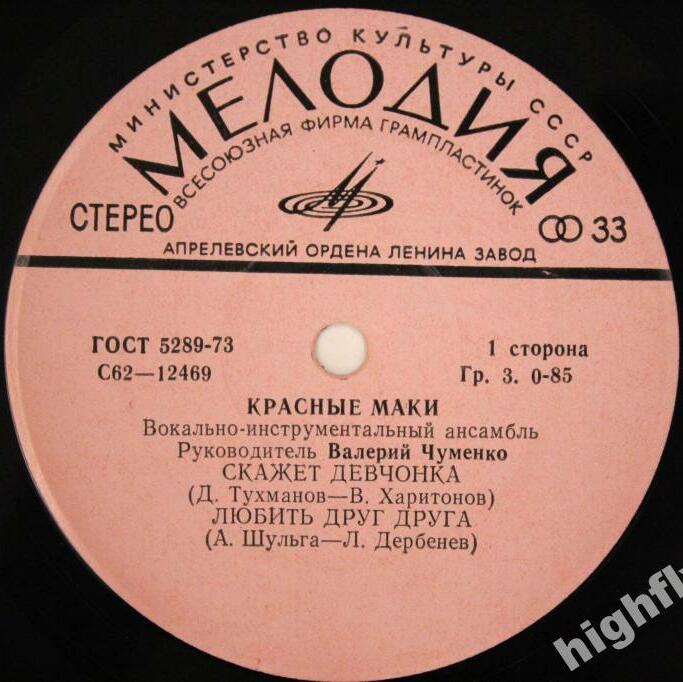 МИНИСТЕРСТВО КУЛЬТУРЫ СССР
МЕЛОДИЯ
ВСЕСОЮЗНАЯ ФИРМА ГРАМПЛАСТИНОК
СТЕРЕО
33
АПРЕЛЕВСКИЙ ОРДЕНА ЛЕНИНА ЗАВОД
ГОСТ 5289-73
1 сторона
С62—12469
Гр. 3. 0-85
КРАСНЫЕ МАКИ
Вокально-инструментальный ансамбль
Руководитель Валерий Чуменко
СКАЖЕТ ДЕВЧОНКА
(Д. Тухманов—В. Харитонов)
ЛЮБИТЬ ДРУГ ДРУГА
(А. Шульга—Л. Дербенев)